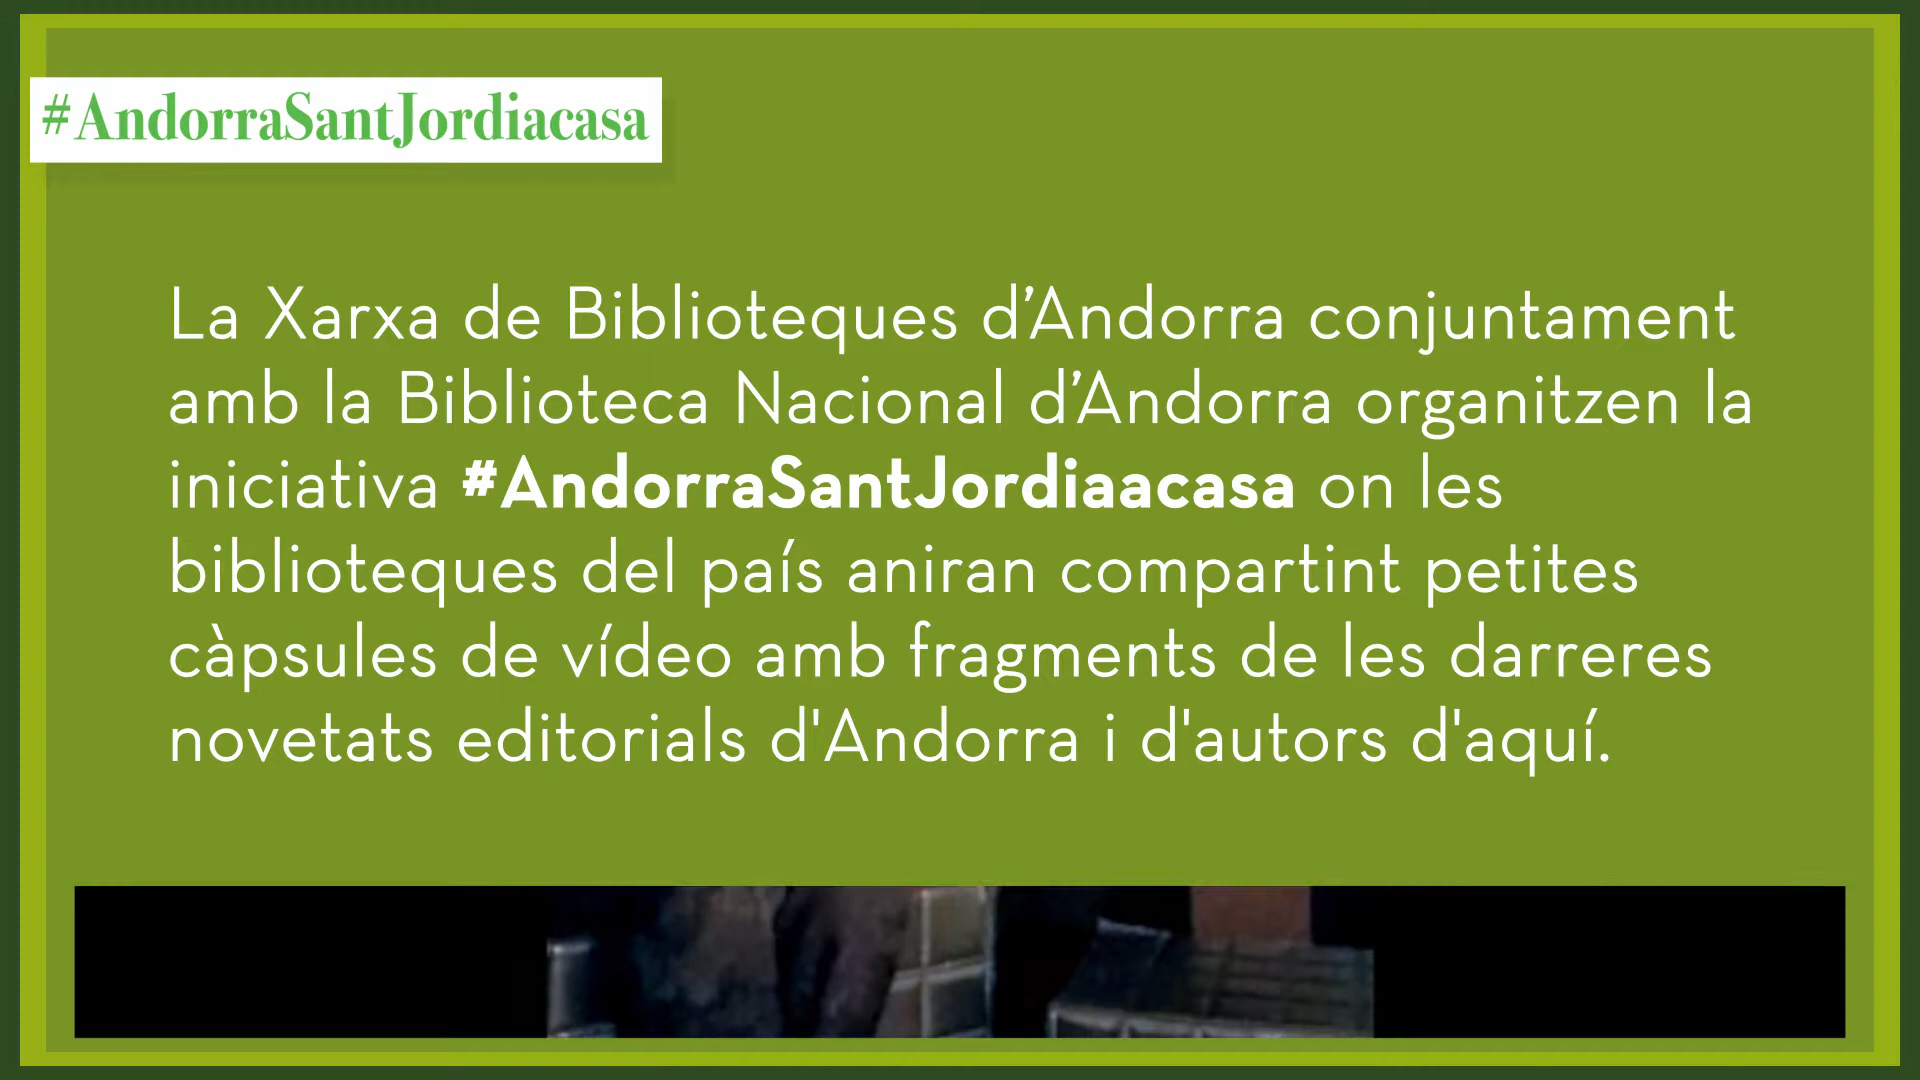 #AndorraSantJordiacasa
La Xarxa de Biblioteques d’Andorra conjuntament
amb la Biblioteca Nacional d’Andorra organitzen la
iniciativa #AndorraSantJordiaacasa on les
biblioteques del país aniran compartint petites
càpsules de vídeo amb fragments de les darreres
novetats editorials d'Andorra i d'autors d'aquí.